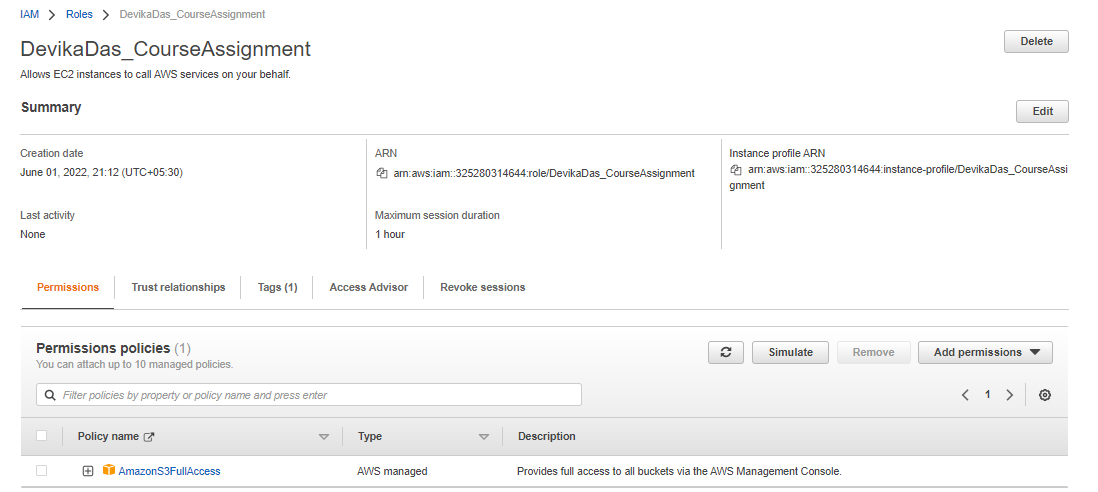 IAM > Roles > DevikaDas_CourseAssignment
DevikaDas_CourseAssignment
Delete
Allows EC2 instances to call AWS services on your behalf.
Summary
Edit
Creation date
June 01, 2022, 21:12 (UTC+05:30)
Last activity
None
ARN
arn:aws:iam::325280314644:role/DevikaDas_CourseAssignment
Maximum session duration
1 hour
Instance profile ARN
arn:aws:iam::325280314644:instance-profile/DevikaDas_CourseAssi
gnment
Permissions
Trust relationships
Tags (1)
Access Advisor
Revoke sessions
Permissions policies (1)
You can attach up to 10 managed policies.
Simulate
Remove
Add permissions
Filter policies by property or policy name and press enter
1
Policy name
Type
Description
AmazonS3FullAccess
AWS managed
Provides full access to all buckets via the AWS Management Console.